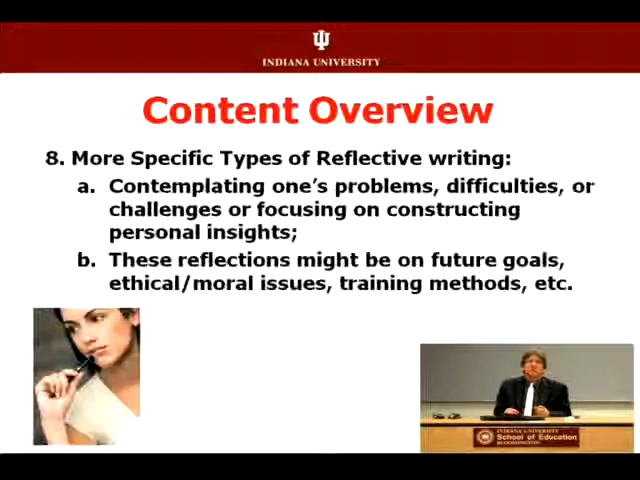 INDIANA UNIVERSITY
Content Overview
8. More Specific Types of Reflective writing:
a. Contemplating one's problems, difficulties, or
challenges or focusing on constructing
personal insights;
b. These reflections might be on future goals,
ethical/moral issues, training methods, etc.
INDIANA UNIVERSITY
School of Education
BLOOMINGTON